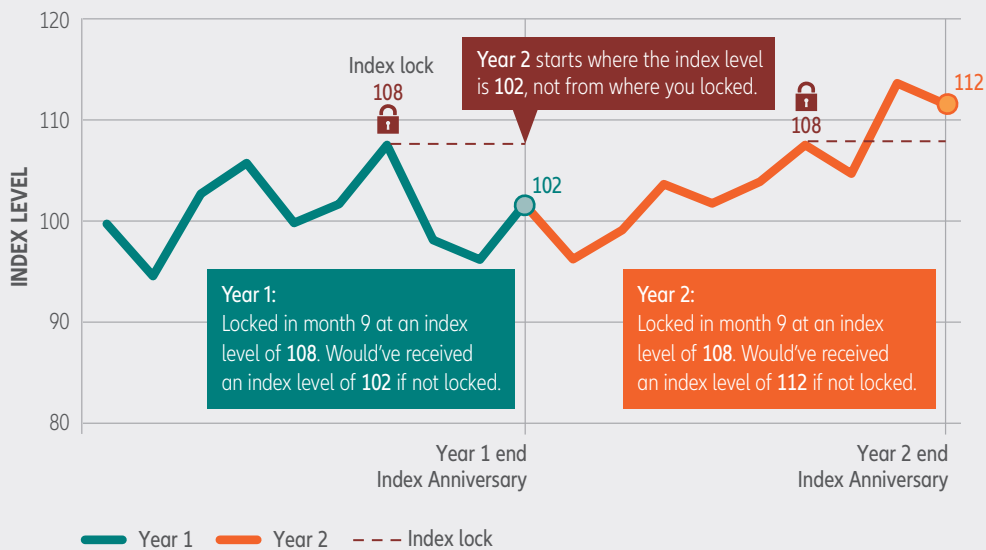 120
110
100
90
80
INDEX LEVEL
Index lock
108
Year 2 starts where the index level
is 102, not from where you locked.
108
112
102
Year 1:
Locked in month 9 at an index
level of 108. Would've received
an index level of 102 if not locked.
Year 2:
Locked in month 9 at an index
level of 108. Would've received
an index level of 112 if not locked.
Year 1 end
Index Anniversary
Year 2 end
Index Anniversary
Year 1
Year 2
Index lock